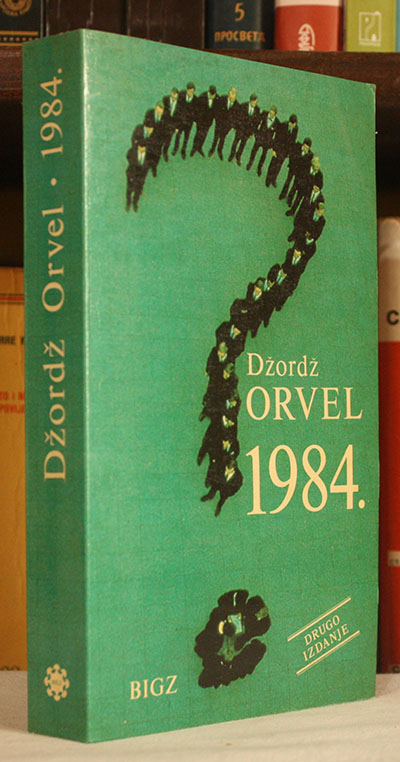 5
ПРОСВЕТА
Džordž Orvel • 1984.
Džordž
ORVEL
1984.
DRUGO
IZDANJE
BIGZ